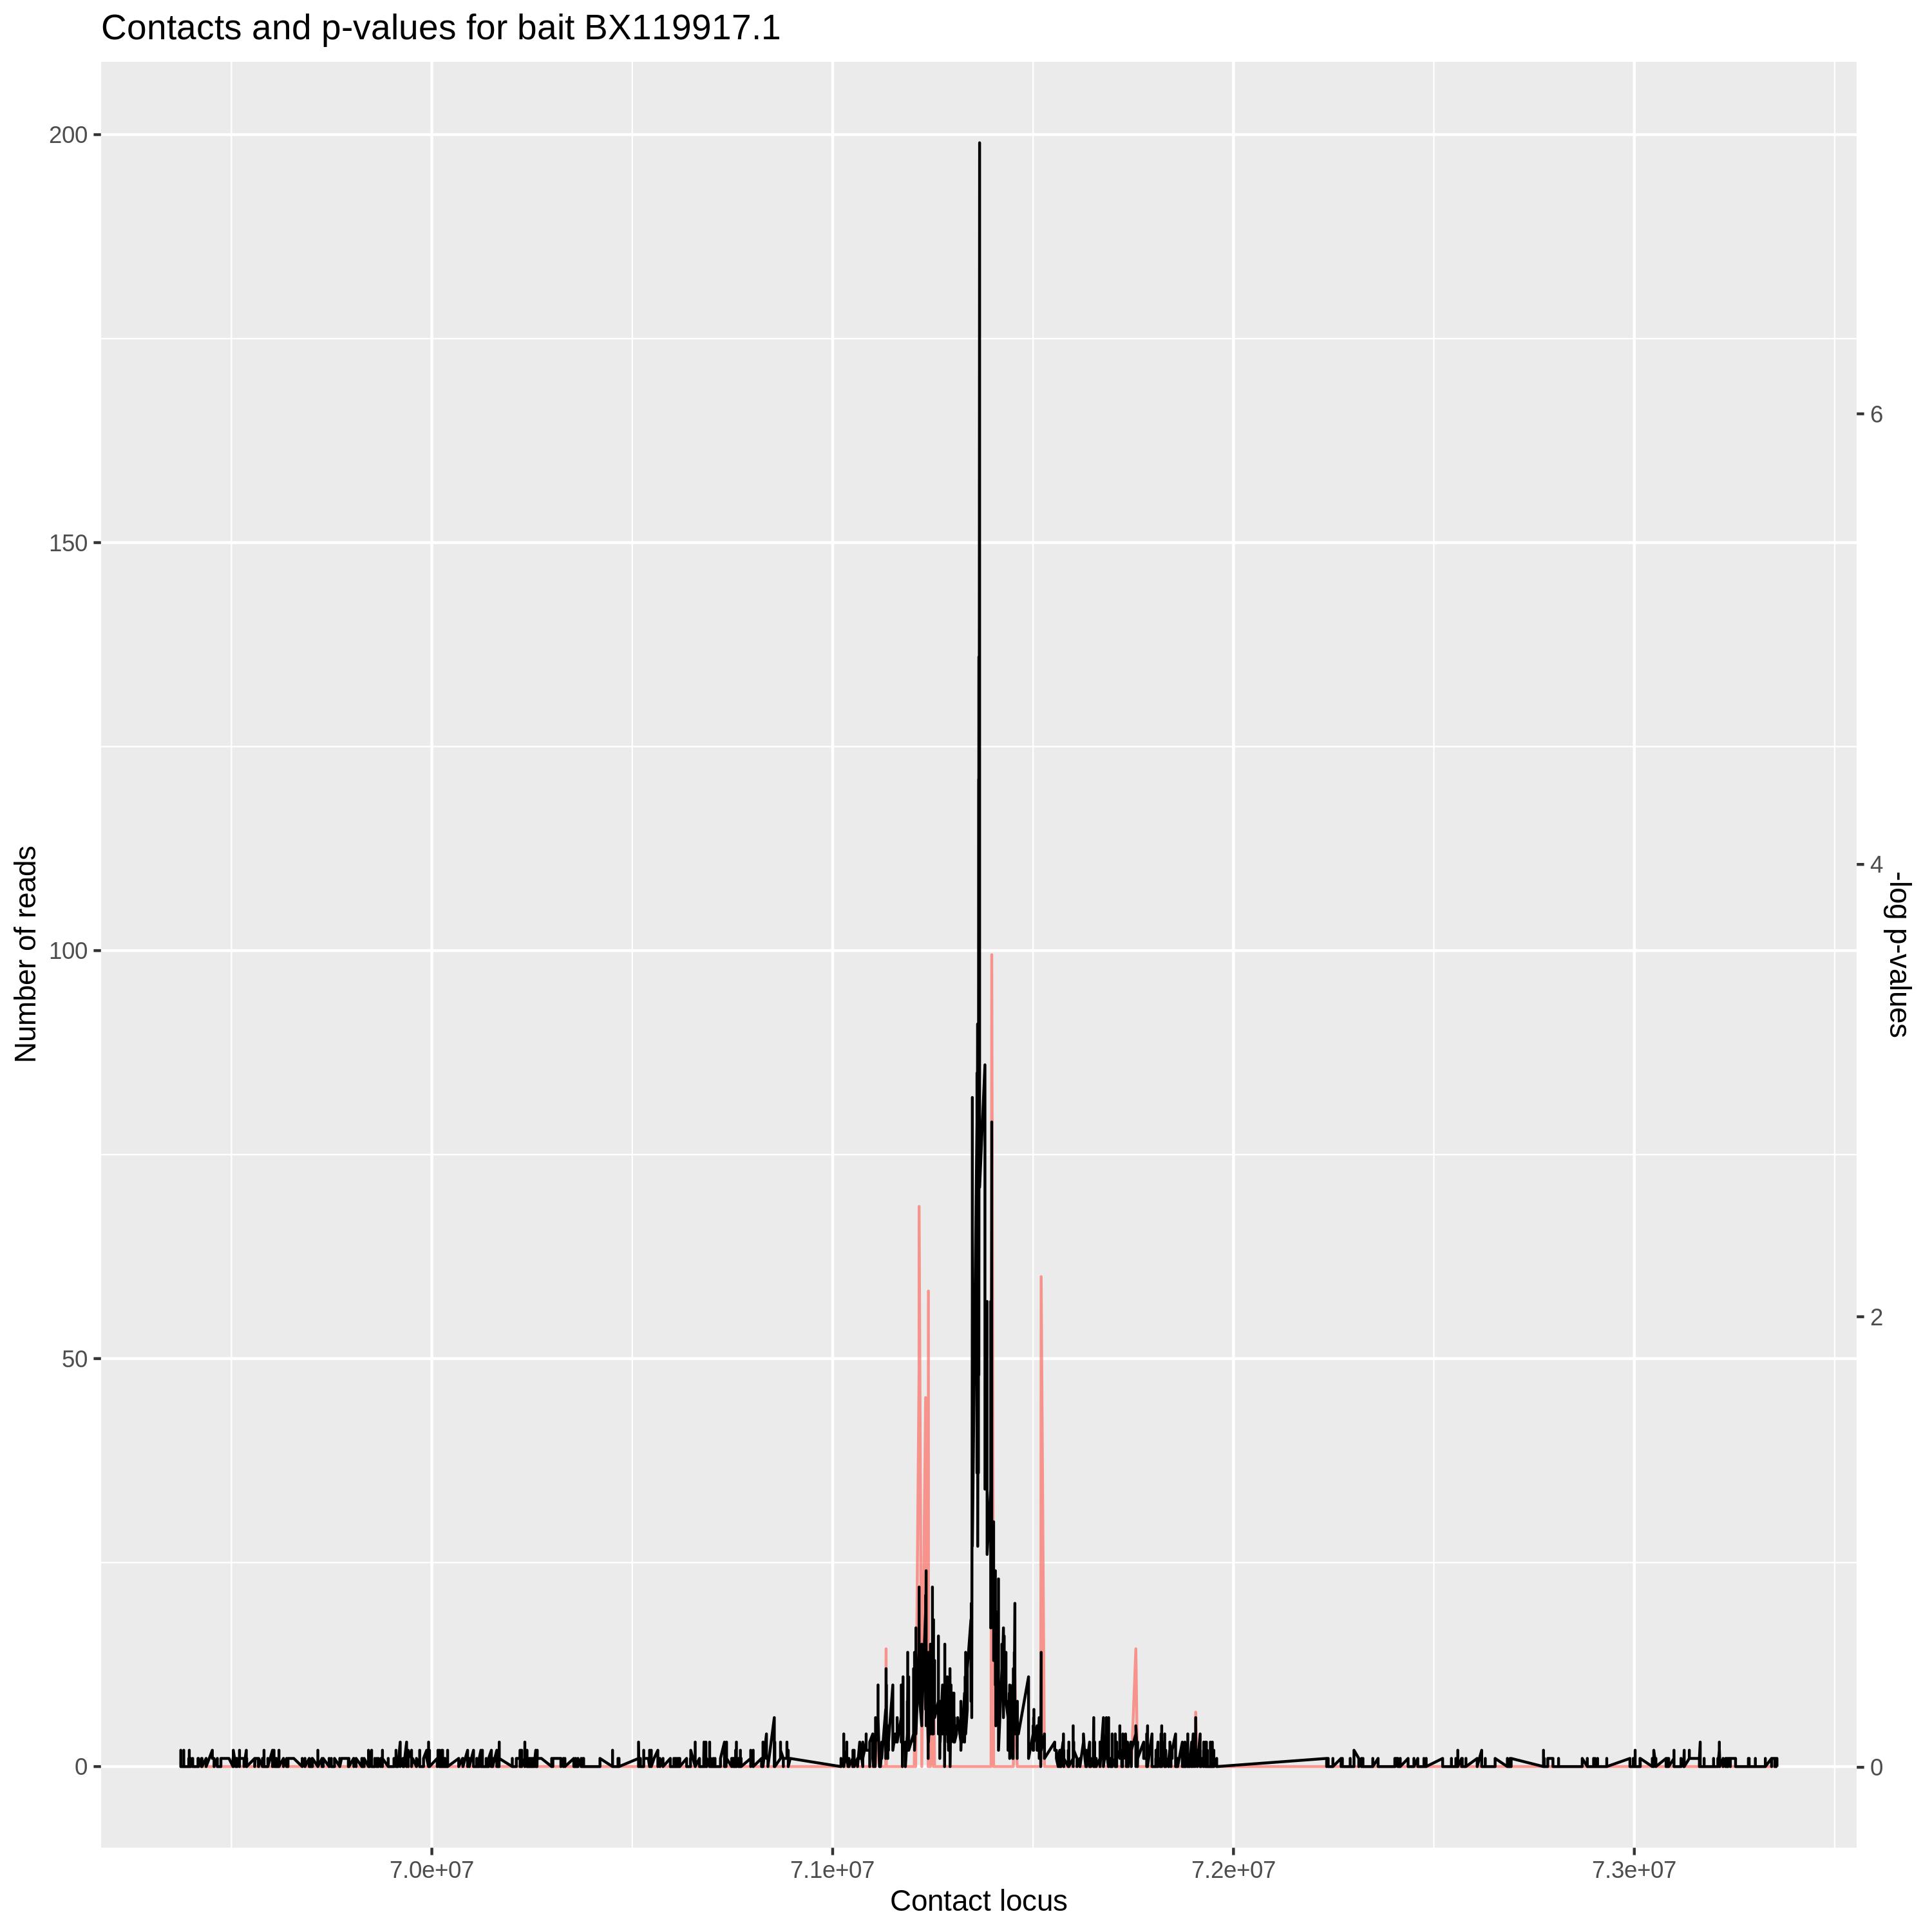 Contacts and p-values for bait BX119917.1
200
150
100
50
0
Number of reads
6
4
2
0
-log p-values
7.0e+07
7.1e+07
7.2e+07
7.3e+07
Contact locus